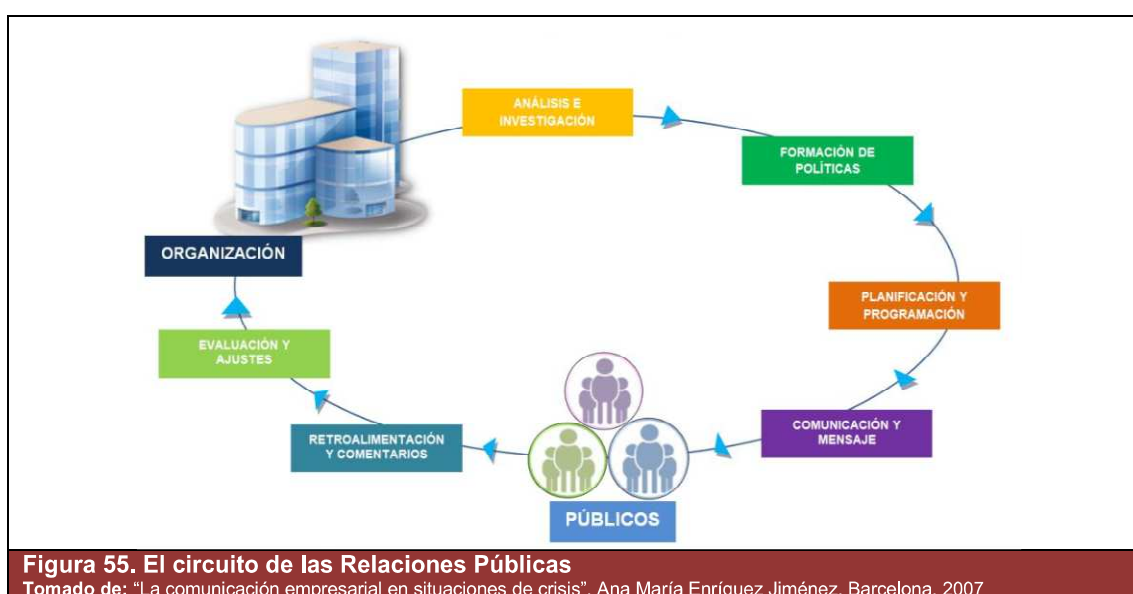 ANÁLISIS E
INVESTIGACIÓN
FORMACIÓN DE
POLÍTICAS
ORGANIZACIÓN
PLANIFICACIÓN Y
PROGRAMACIÓN
EVALUACIÓN Y
AJUSTES
COMUNICACIÓN Y
MENSAJE
RETROALIMENTACIÓN
Y COMENTARIOS
PÚBLICOS
Figura 55. El circuito de las Relaciones Públicas
Tomado de: “La comunicación empresarial en situaciones de crisis”. Ana María Enríquez Jiménez. Barcelona, 2007